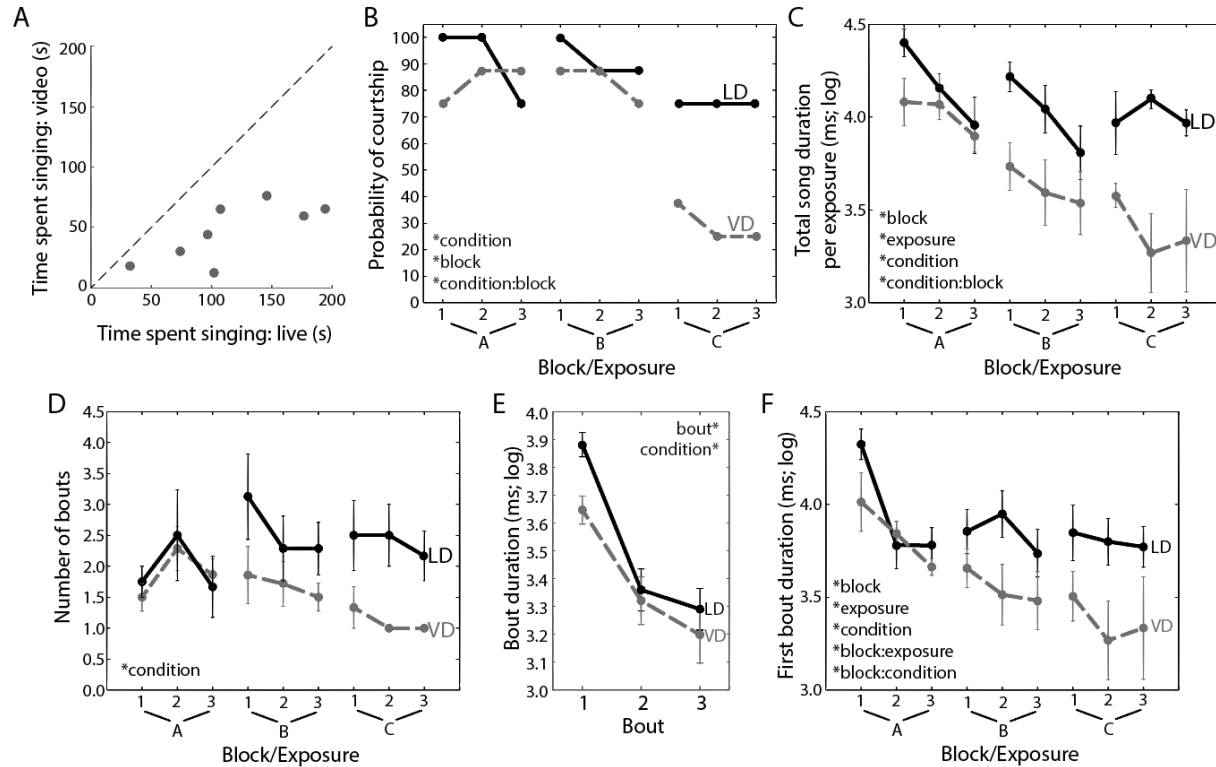 A
200
150
100
50
0
0
50
100
150
200
Time spent singing: video (s)
Time spent singing: live (s)
B
100
90
80
70
60
50
40
30
20
10
0
Probability of courtship
LD
VD
*condition
*block
*condition:block
1 2 3 1 2 3 1 2 3
A B C
Block/Exposure
C
4.5
4.0
3.5
3.0
Total song duration
per exposure (ms; log)
LD
VD
*block
*exposure
*condition
*condition:block
1 2 3 1 2 3 1 2 3
A B C
Block/Exposure
D
4.5
4.0
3.5
3.0
2.5
2.0
1.5
1.0
0.5
0.0
Number of bouts
LD
VD
*condition
1 2 3 1 2 3 1 2 3
A B C
Block/Exposure
E
4.0
3.9
3.8
3.7
3.6
3.5
3.4
3.3
3.2
3.1
3.0
Bout duration (ms; log)
bout*
condition*
LD
VD
1 2 3
Bout
F
4.5
4.0
3.5
3.0
First bout duration (ms; log)
LD
VD
*block
*exposure
*condition
*block:exposure
*block:condition
1 2 3 1 2 3 1 2 3
A B C
Block/Exposure